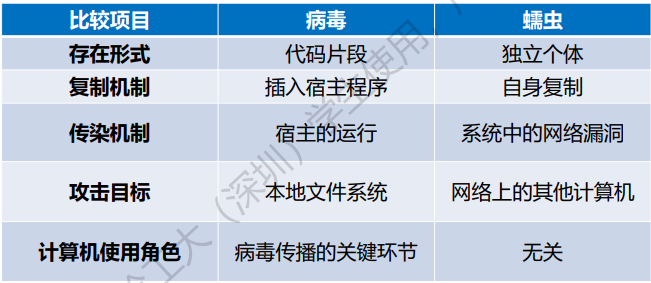 比较项目 病毒 蠕虫
存在形式 代码片段 独立个体
复制机制 插入宿主程序 自身复制
传染机制 宿主的运行 系统中的网络漏洞
攻击目标 本地文件系统 网络上的其他计算机
计算机使用角色 病毒传播的关键环节 无关
工大（深圳）学生使用